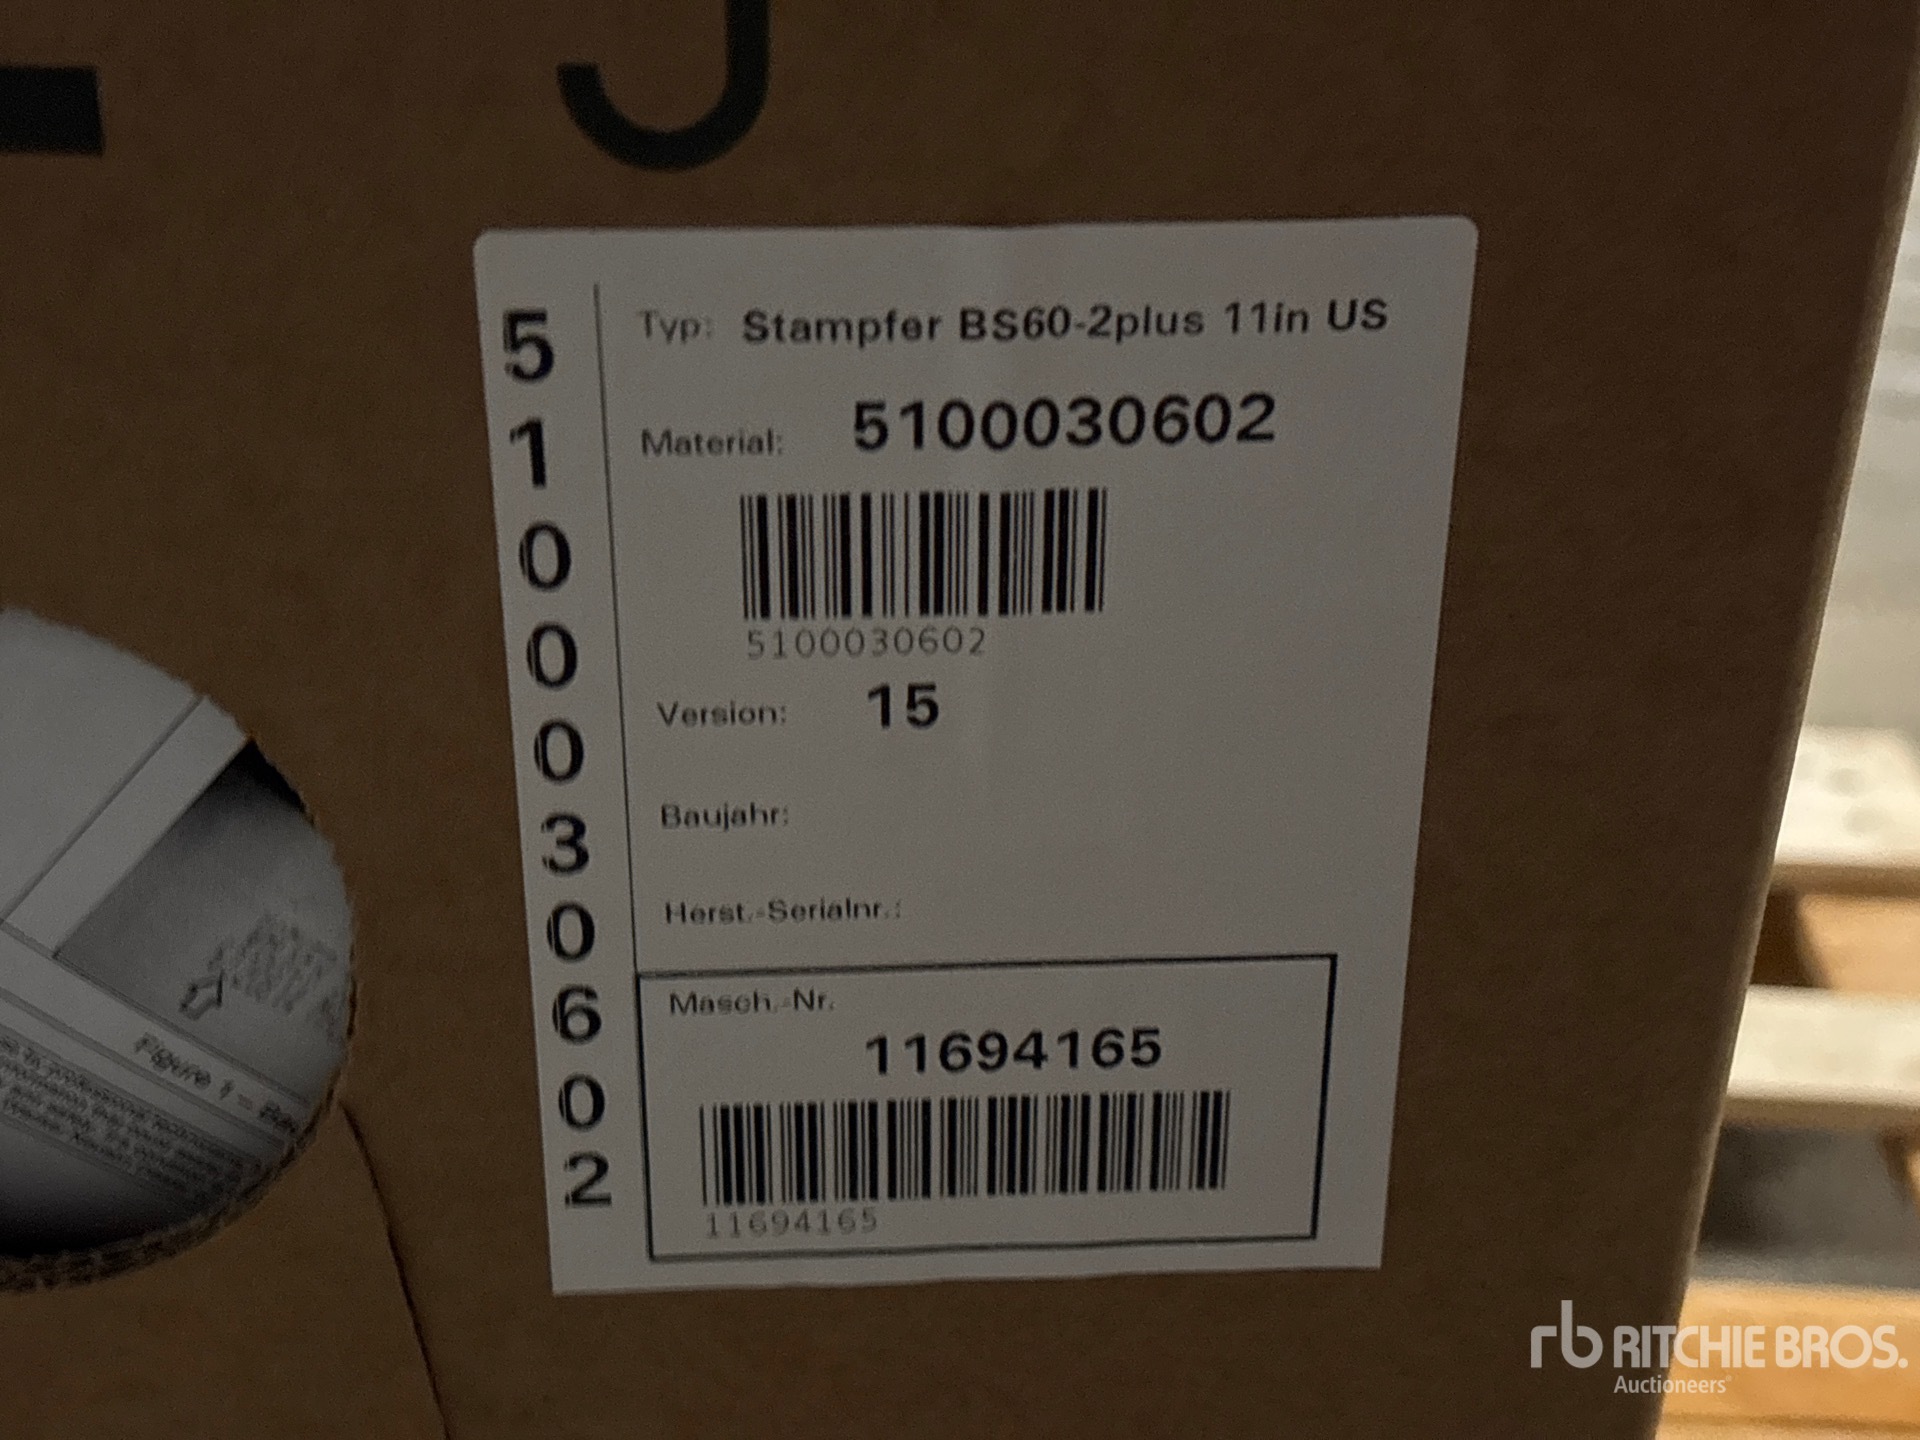 J
5100030602
Typ: Stampfer BS60-2plus 11in US
Material: 5100030602
5100030602
Version: 15
Baujahr:
Herst.-Serialnr.:
Masch.-Nr.
11694165
11694165
Figure 1 –
rb RITCHIE BROS.
Auctioneers